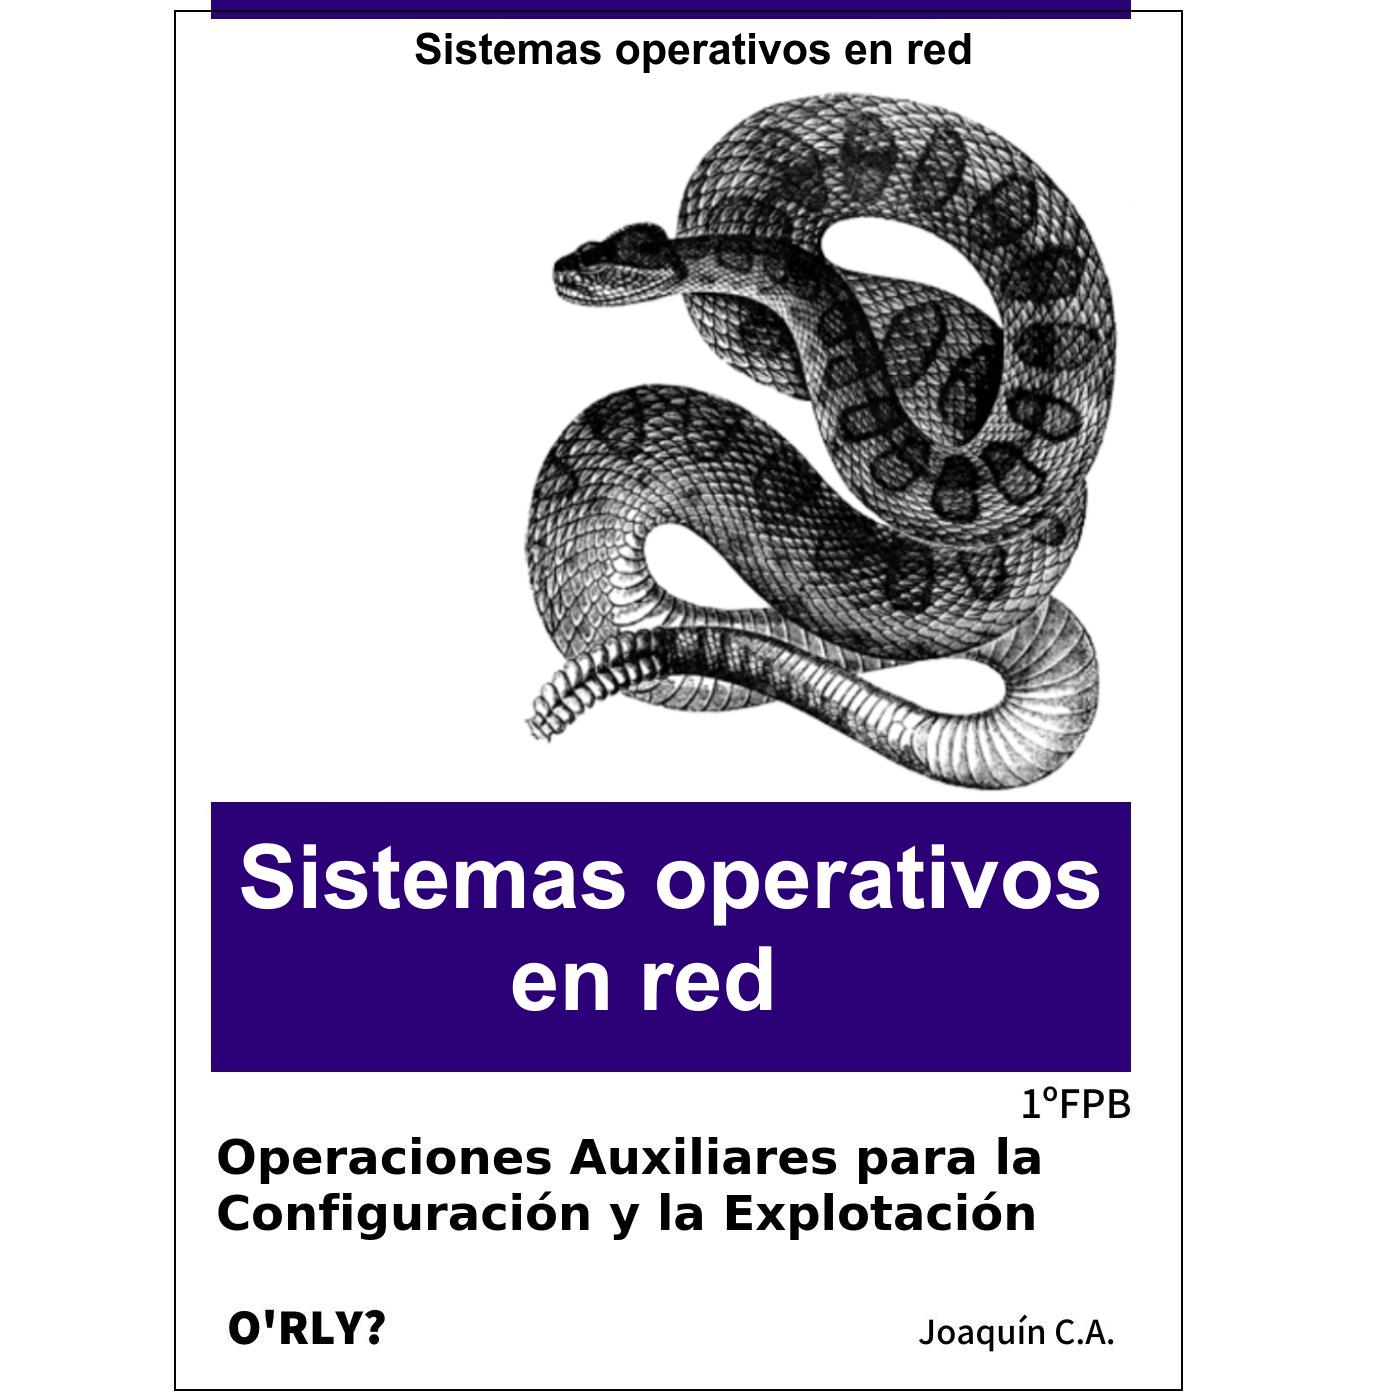 Sistemas operativos en red
Sistemas operativos
en red
1ºFPB
Operaciones Auxiliares para la
Configuración y la Explotación
O'RLY?
Joaquín C.A.